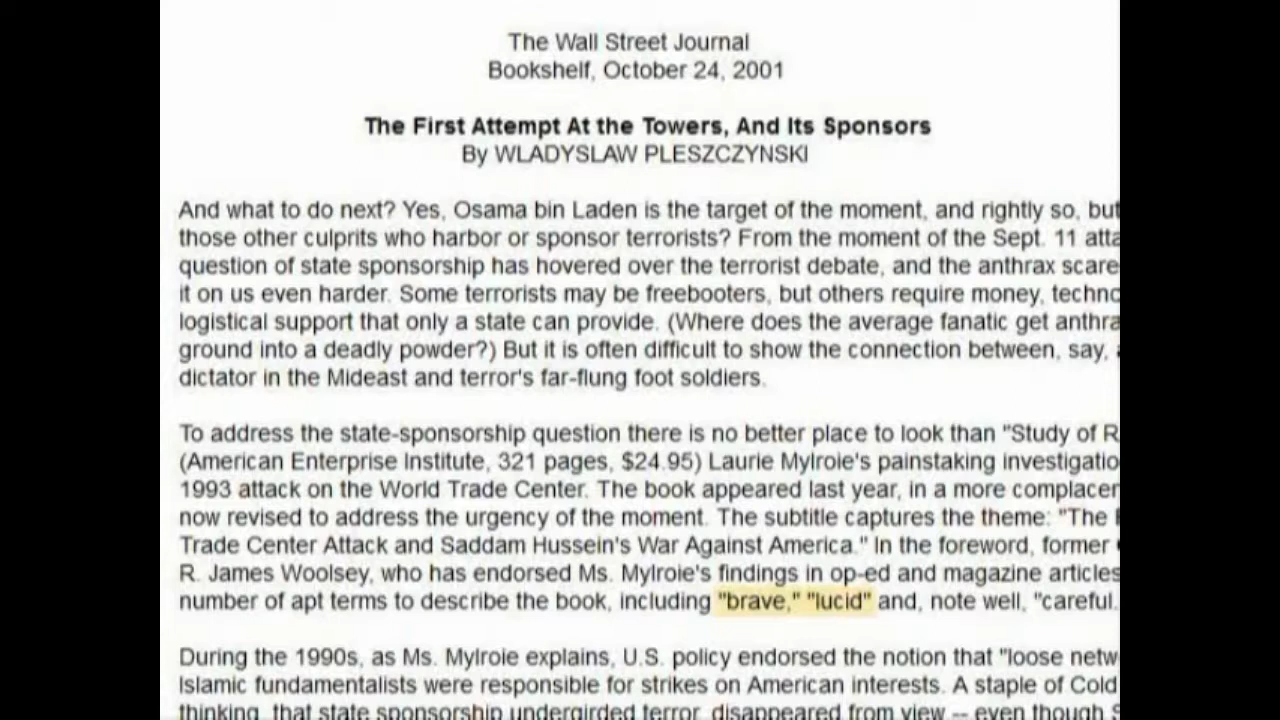 The Wall Street Journal
Bookshelf, October 24, 2001
The First Attempt At the Towers, And Its Sponsors
By WLADYSLAW PLESZCZYNSKI
And what to do next? Yes, Osama bin Laden is the target of the moment, and rightly so, but
those other culprits who harbor or sponsor terrorists? From the moment of the Sept. 11
question of state sponsorship has hovered over the terrorist debate, and the anthrax scare
it on us even harder. Some terrorists may be freebooters, but others require money,
logistical support that only a state can provide. (Where does the average fanatic get
ground into a deadly powder?) But it is often difficult to show the connection between, say,
dictator in the Mideast and terror's far-flung foot soldiers.
To address the state-sponsorship question there is no better place to look than "Study of
(American Enterprise Institute, 321 pages, $24.95) Laurie Mylroie's painstaking
1993 attack on the World Trade Center. The book appeared last year, in a more
now revised to address the urgency of the moment. The subtitle captures the theme: "The
Trade Center Attack and Saddam Hussein's War Against America." In the foreword, former
R. James Woolsey, who has endorsed Ms. Mylroie's findings in op-ed and magazine articles
number of apt terms to describe the book, including "brave," "lucid" and, note well, "careful.
During the 1990s, as Ms. Mylroie explains, U.S. policy endorsed the notion that "loose
Islamic fundamentalists were responsible for strikes on American interests. A staple of Cold
thinking, that state sponsorship undergirded terror, disappeared from view -- even though